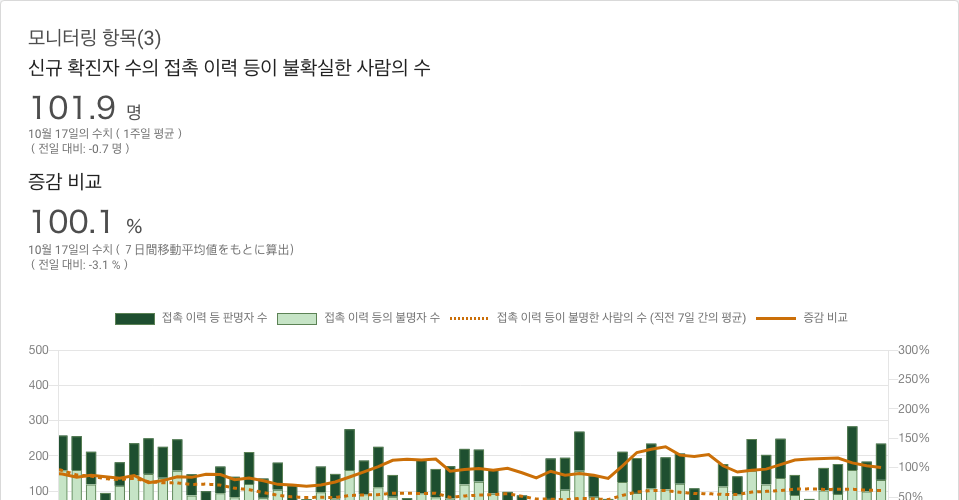 모니터링 항목(3)
신규 확진자 수의 접촉 이력 등이 불확실한 사람의 수
101.9 명
10월 17일의 수치 ( 1주일 평균 )
( 전일 대비: -0.7 명 )
증감 비교
100.1 %
10월 17일의 수치 ( 7日間移動平均値をもとに算出)
( 전일 대비: -3.1 % )
접촉 이력 등 판명자 수 접촉 이력 등의 불명자 수 접촉 이력 등이 불명한 사람의 수 (직전 7일 간의 평균) 증감 비교
500 300%
250%
400
200%
300
150%
200
100%
100
50%